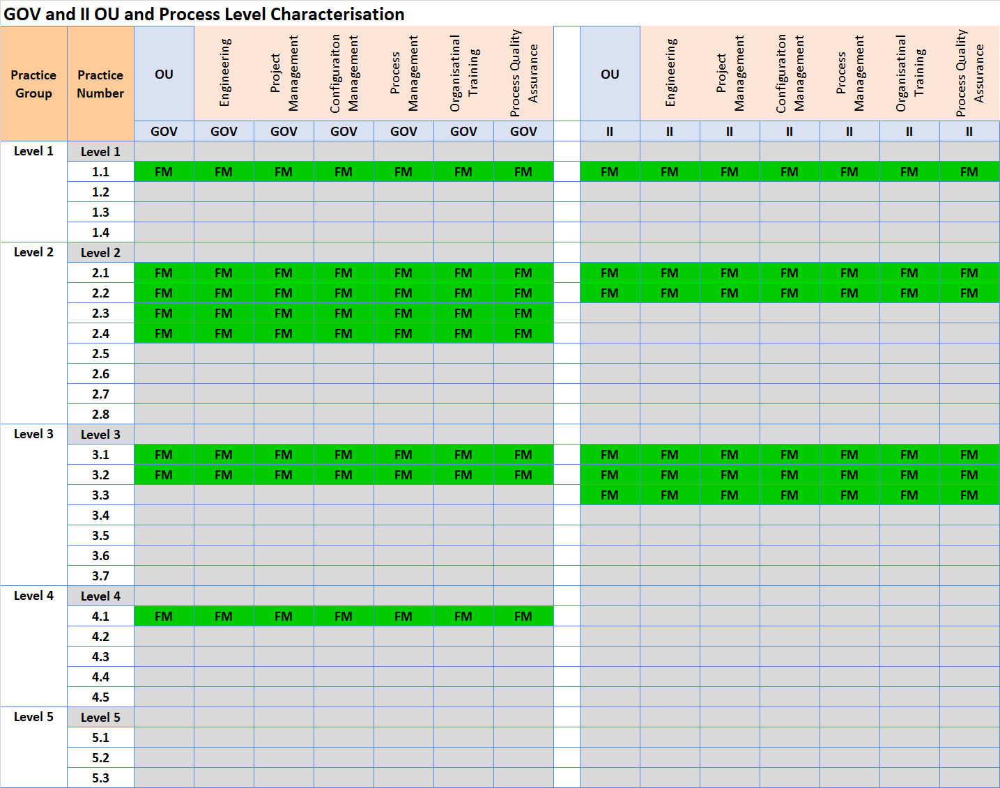 GOV and II OU and Process Level Characterisation
Practice Group Practice Number OU Engineering Project Management Configuraiton Management Process Management Organisatinal Training Process Quality Assurance OU Engineering Project Management Configuraiton Management Process Management Organisatinal Training Process Quality Assurance
GOV GOV GOV GOV GOV GOV GOV II II II II II II II
Level 1 Level 1
1.1 FM FM FM FM FM FM FM FM FM FM FM FM FM FM
1.2
1.3
1.4
Level 2 Level 2
2.1 FM FM FM FM FM FM FM FM FM FM FM FM FM FM
2.2 FM FM FM FM FM FM FM FM FM FM FM FM FM FM
2.3 FM FM FM FM FM FM FM
2.4 FM FM FM FM FM FM FM
2.5
2.6
2.7
2.8
Level 3 Level 3
3.1 FM FM FM FM FM FM FM FM FM FM FM FM FM FM
3.2 FM FM FM FM FM FM FM FM FM FM FM FM FM FM
3.3 FM FM FM FM FM FM FM
3.4
3.5
3.6
3.7
Level 4 Level 4
4.1 FM FM FM FM FM FM FM
4.2
4.3
4.4
4.5
Level 5 Level 5
5.1
5.2
5.3